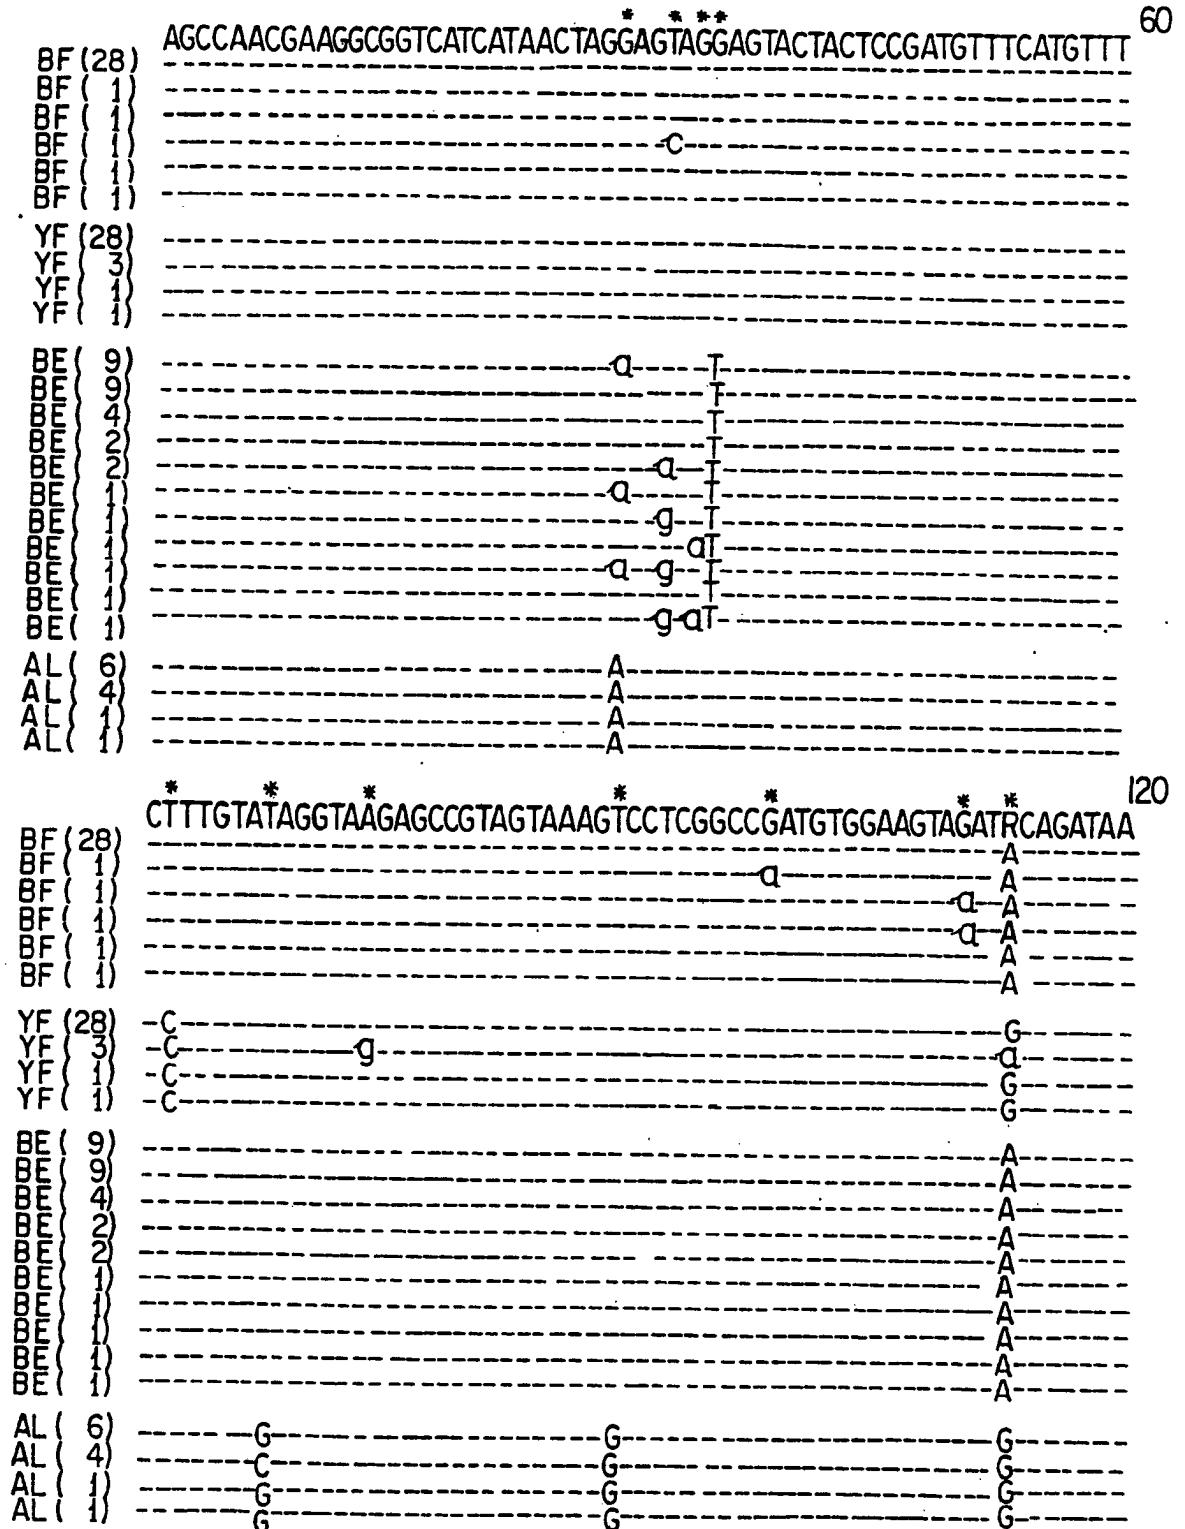 * * * *
60
AGCCAACGAAGGCGGTCATCATAACTAGGAGTAGGAGTACTACTCCGATGTTTCATGTTT
BF (28)
BF ( 1)
BF ( 1)
BF ( 1) C
BF ( 1)
BF ( 1)
YF (28)
YF ( 3)
YF ( 1)
YF ( 1)
BE ( 9) a T
BE ( 9) T
BE ( 4) T
BE ( 2) T
BE ( 2) a T
BE ( 1) a T
BE ( 1) g T
BE ( 1) a T
BE ( 1) a g T
BE ( 1) T
BE ( 1) g a T
AL ( 6) A
AL ( 4) A
AL ( 1) A
AL ( 1) A
* * * * * * *
120
CTTTGTATAGGTAAGAGCCGTAGTAAAGTCCTCGGCCGATGTGGAAGTAGATRCAGATAA
BF (28) A
BF ( 1) a A
BF ( 1) a A
BF ( 1) a A
BF ( 1) A
BF ( 1) A
YF (28) C G
YF ( 3) C g a
YF ( 1) C G
YF ( 1) C G
BE ( 9) A
BE ( 9) A
BE ( 4) A
BE ( 2) A
BE ( 2) A
BE ( 1) A
BE ( 1) A
BE ( 1) A
BE ( 1) A
BE ( 1) A
AL ( 6) G G G
AL ( 4) C G G
AL ( 1) G G G
AL ( 1) G G G